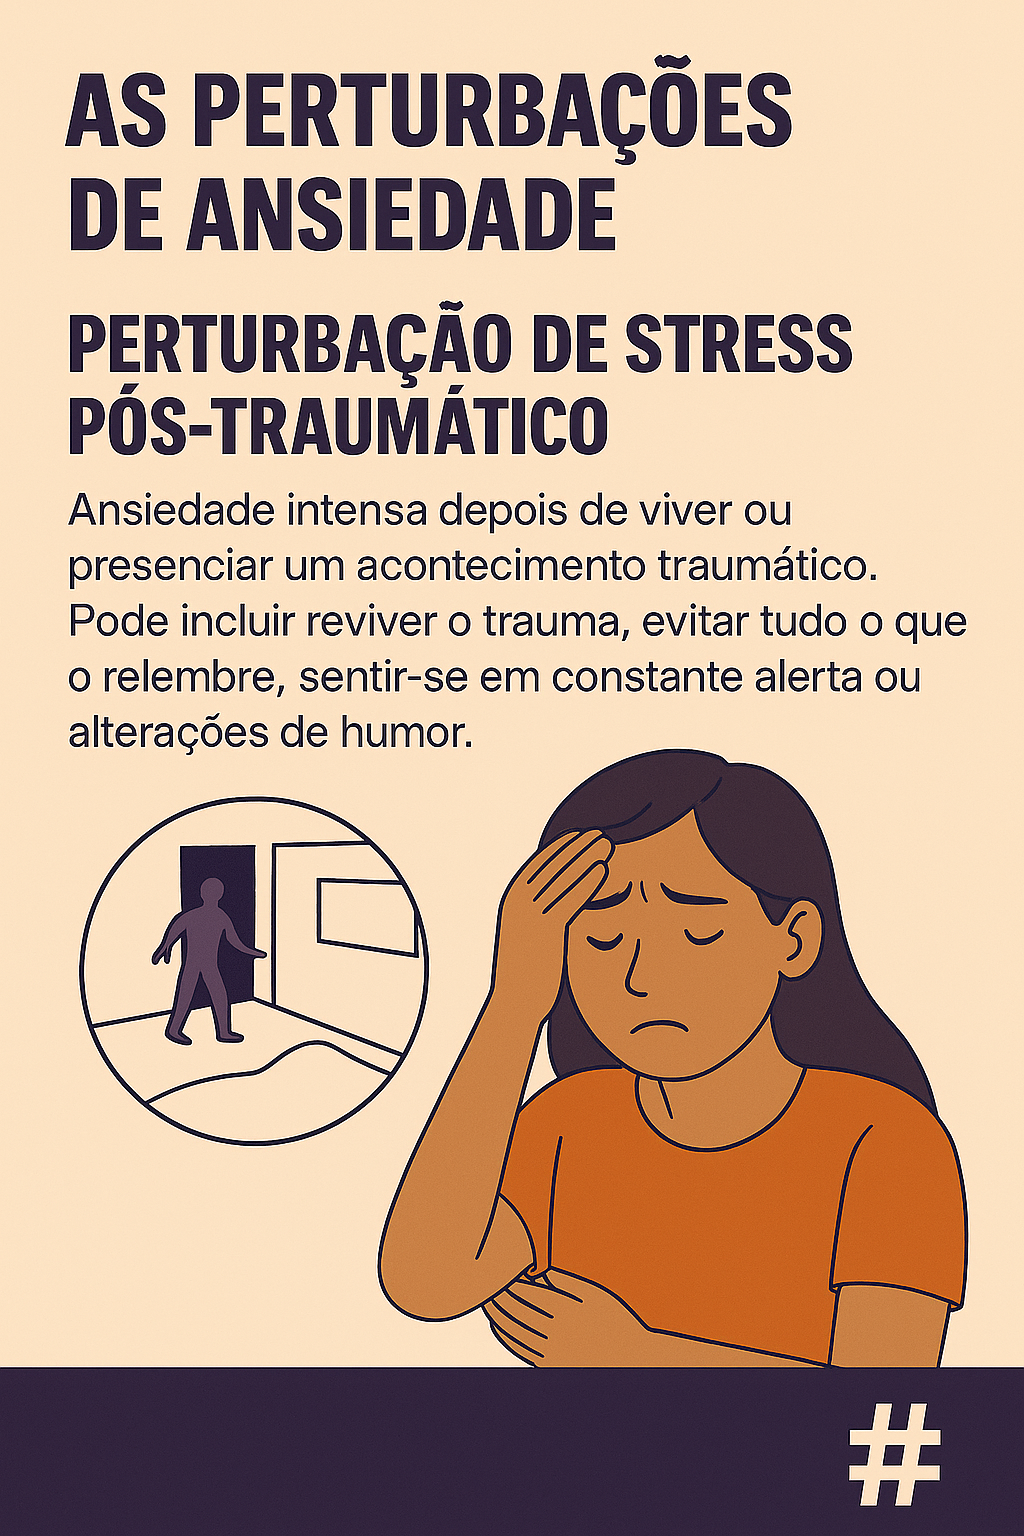 AS PERTURBAÇÕES
DE ANSIEDADE
PERTURBAÇÃO DE STRESS
PÓS-TRAUMÁTICO
Ansiedade intensa depois de viver ou
presenciar um acontecimento traumático.
Pode incluir reviver o trauma, evitar tudo o que
o relembre, sentir-se em constante alerta ou
alterações de humor.
#